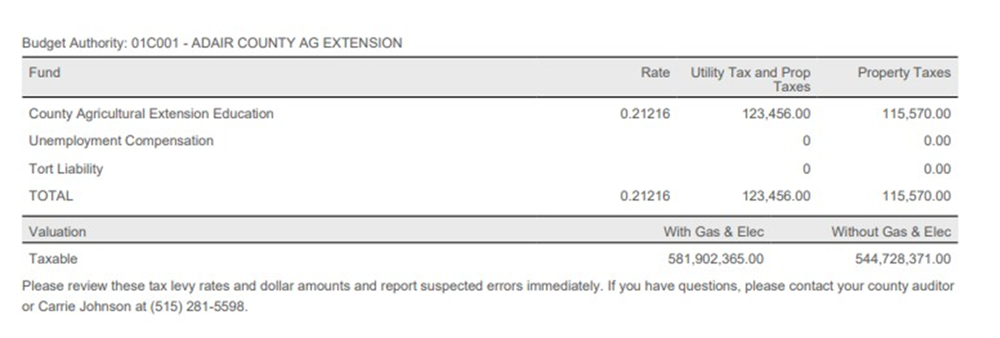 Budget Authority: 01C001 - ADAIR COUNTY AG EXTENSION
Fund Rate Utility Tax and Prop Taxes Property Taxes
County Agricultural Extension Education 0.21216 123,456.00 115,570.00
Unemployment Compensation 0 0.00
Tort Liability 0 0.00
TOTAL 0.21216 123,456.00 115,570.00
Valuation With Gas & Elec Without Gas & Elec
Taxable 581,902,365.00 544,728,371.00
Please review these tax levy rates and dollar amounts and report suspected errors immediately. If you have questions, please contact your county auditor
or Carrie Johnson at (515) 281-5598.